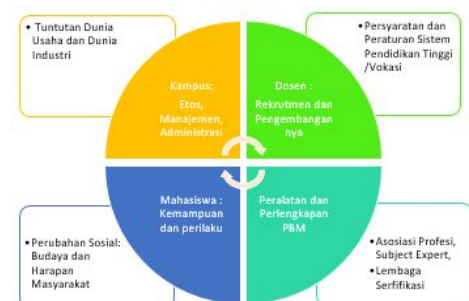 • Tuntutan Dunia
Usaha dan Dunia
Industri
•Persyaratan dan
Peraturan Sistem
Pendidikan Tinggi
/Vokasi
Kampus:
Etos,
Manajemen,
Administrasi
Dosen :
Rekrutmen dan
Pengembangan
nya
Mahasiswa :
Kemampuan
dan perilaku
Peralatan dan
Perlengkapan
PBM
•Perubahan Sosial:
Budaya dan
Harapan
Masyarakat
•Asosiasi Profesi,
Subject Expert,
•Lembaga
Serfifikasi